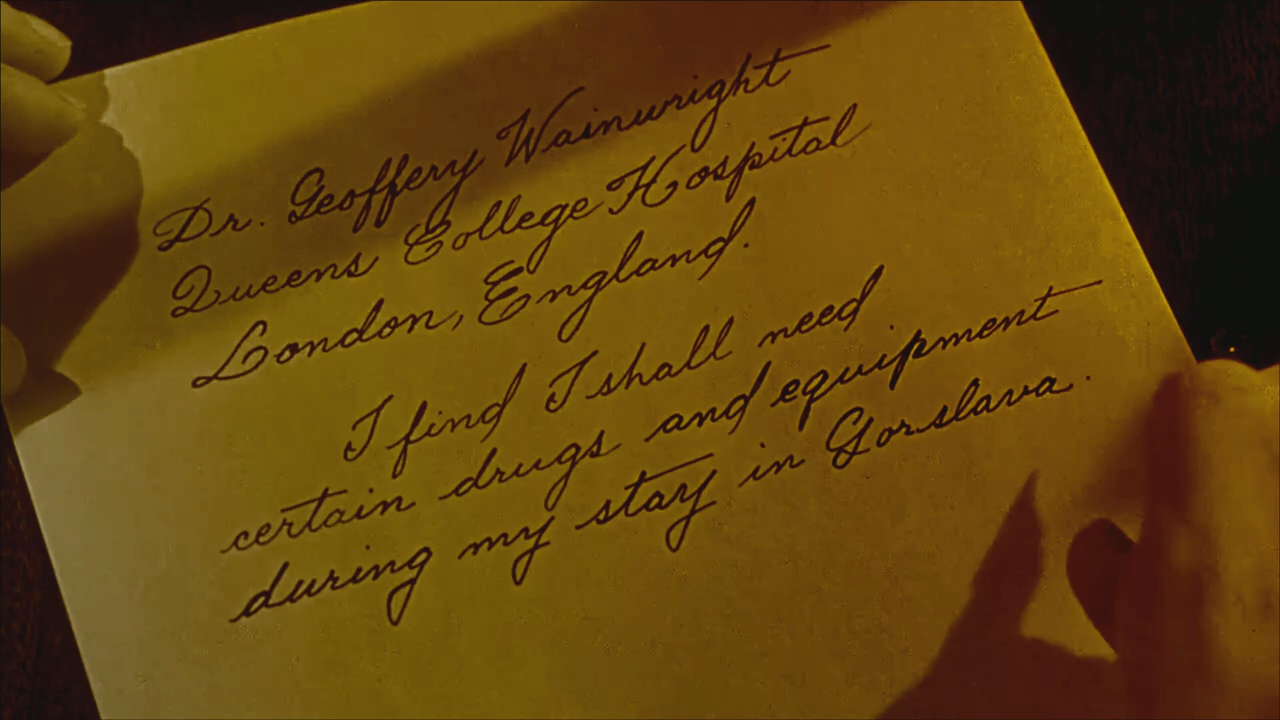 Dr. Geoffery Wainwright
Queens College Hospital
London, England.
I find I shall need
certain drugs and equipment
during my stay in Gorslava.